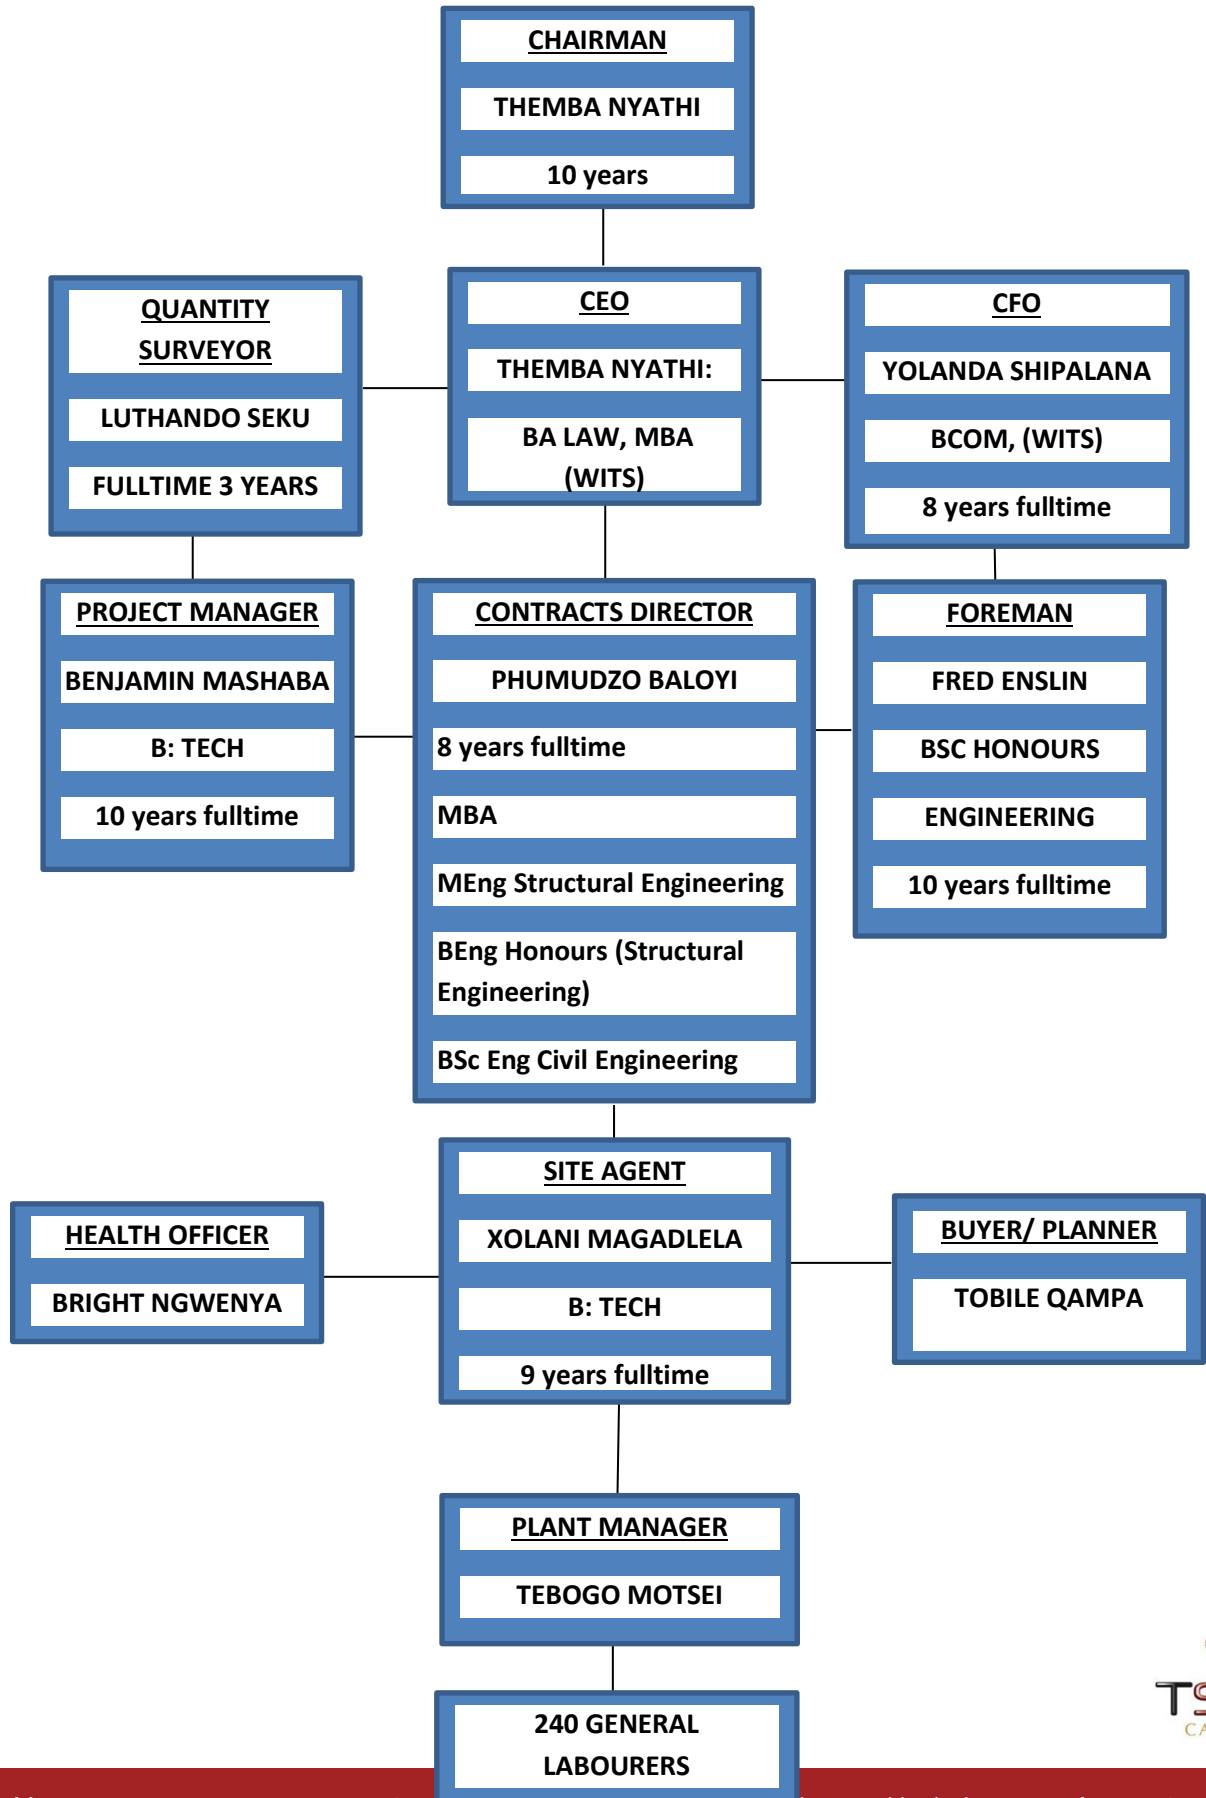 CHAIRMAN
THEMBA NYATHI
10 years
QUANTITY
SURVEYOR
LUTHANDO SEKU
FULLTIME 3 YEARS
CEO
THEMBA NYATHI:
BA LAW, MBA
(WITS)
CFO
YOLANDA SHIPALANA
BCOM, (WITS)
8 years fulltime
PROJECT MANAGER
BENJAMIN MASHABA
B: TECH
10 years fulltime
CONTRACTS DIRECTOR
PHUMUDZO BALOYI
8 years fulltime
MBA
MEng Structural Engineering
BEng Honours (Structural
Engineering)
BSc Eng Civil Engineering
FOREMAN
FRED ENSLIN
BSC HONOURS
ENGINEERING
10 years fulltime
HEALTH OFFICER
BRIGHT NGWENYA
SITE AGENT
XOLANI MAGADLELA
B: TECH
9 years fulltime
BUYER/ PLANNER
TOBILE QAMPA
PLANT MANAGER
TEBOGO MOTSEI
240 GENERAL
LABOURERS